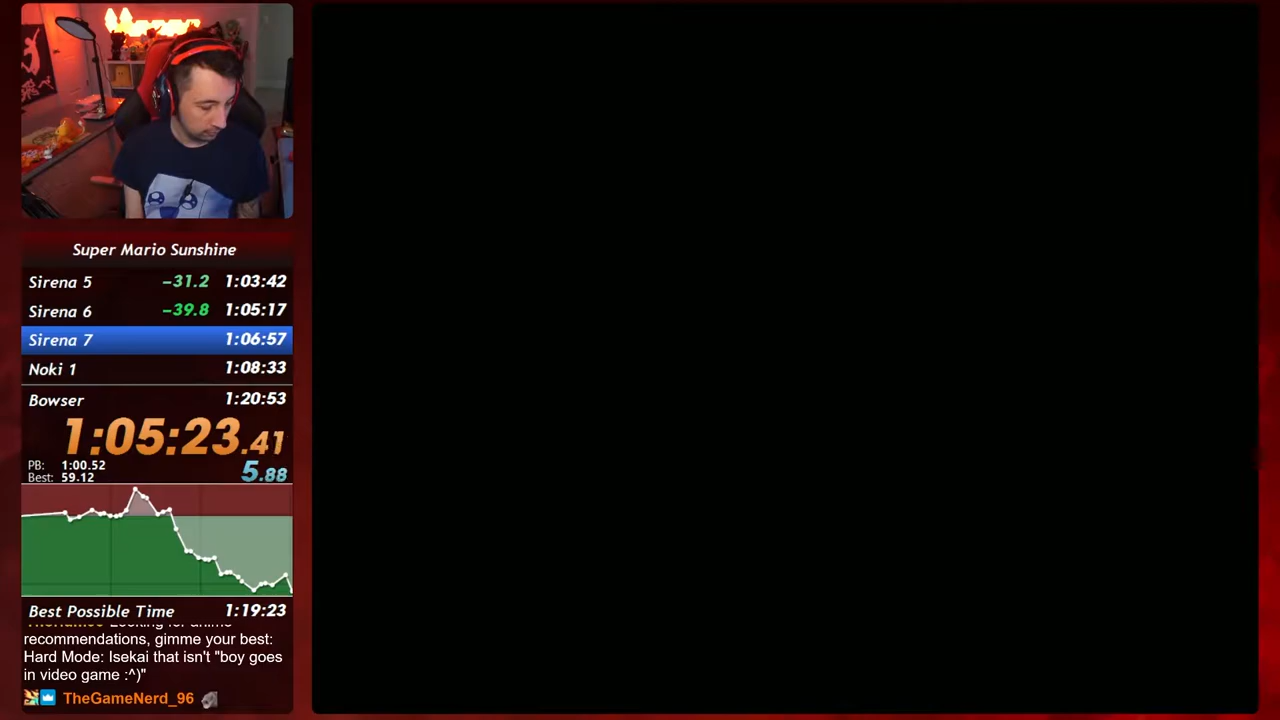 Super Mario Sunshine
Sirena 5 -31.2 1:03:42
Sirena 6 -39.8 1:05:17
Sirena 7 1:06:57
Noki 1 1:08:33
Bowser 1:20:53
1:05:23.41
PB: 1:00.52
Best: 59.12
5.88
Best Possible Time 1:19:23
Looking for anime
recommendations, gimme your best:
Hard Mode: Isekai that isn't "boy goes
in video game :^)"
TheGameNerd_96